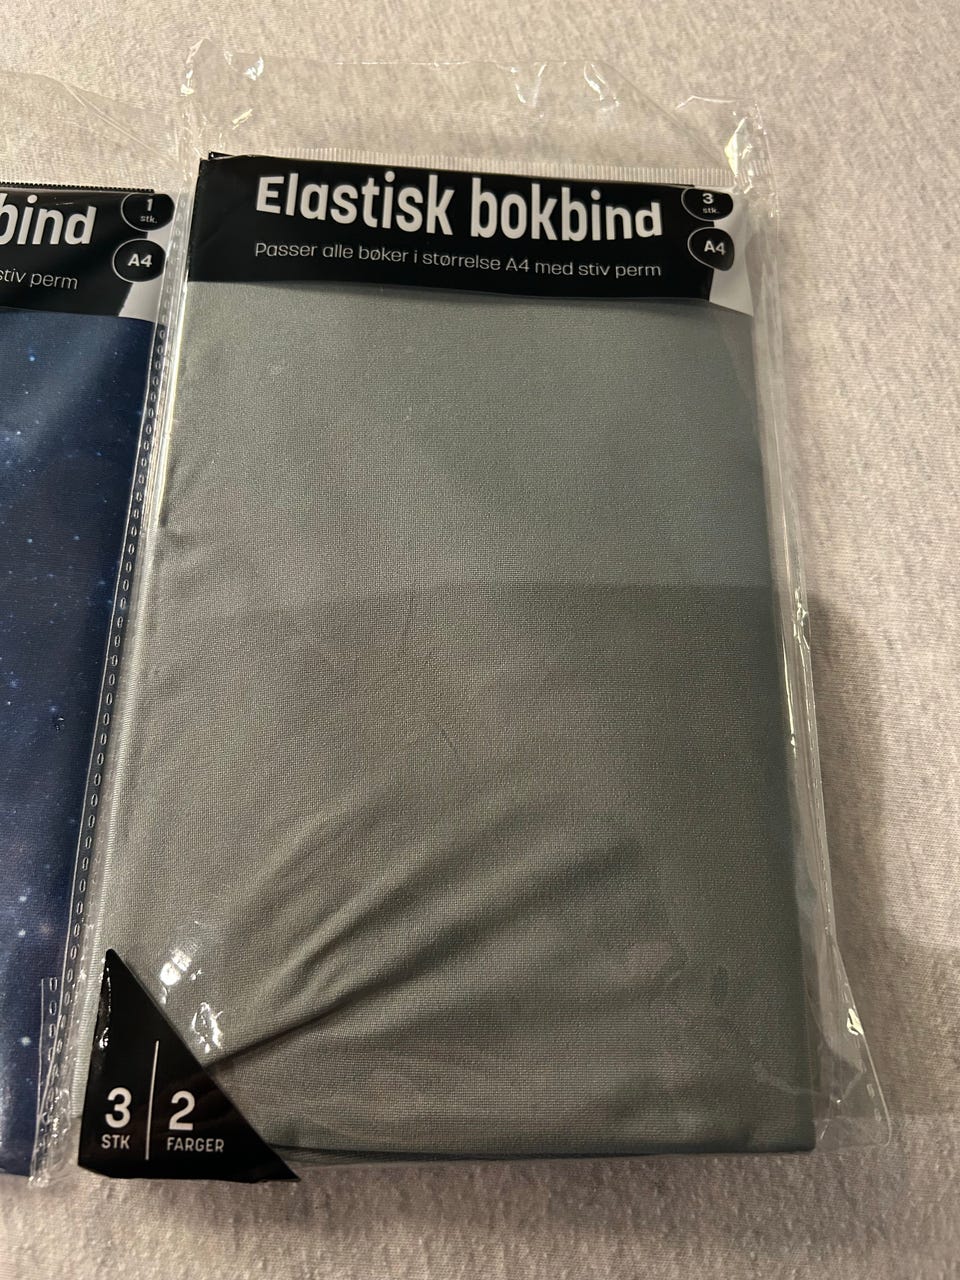 bind
1
stk.
stiv perm
A4
Elastisk bokbind
3
stk.
Passer alle bøker i størrelse A4 med stiv perm
A4
3
STK
2
FARGER